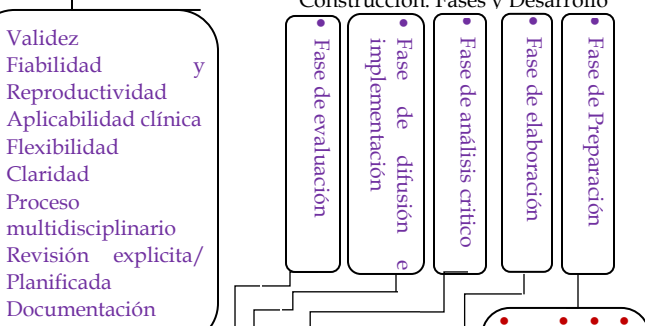 Construcción: Fases y Desarrollo
Validez
Fiabilidad y
Reproductividad
Aplicabilidad clínica
Flexibilidad
Claridad
Proceso
multidisciplinario
Revisión explicita/
Planificada
Documentación
• Fase de evaluación
• Fase de difusión e
implementación
• Fase de análisis critico
• Fase de elaboración
• Fase de Preparación